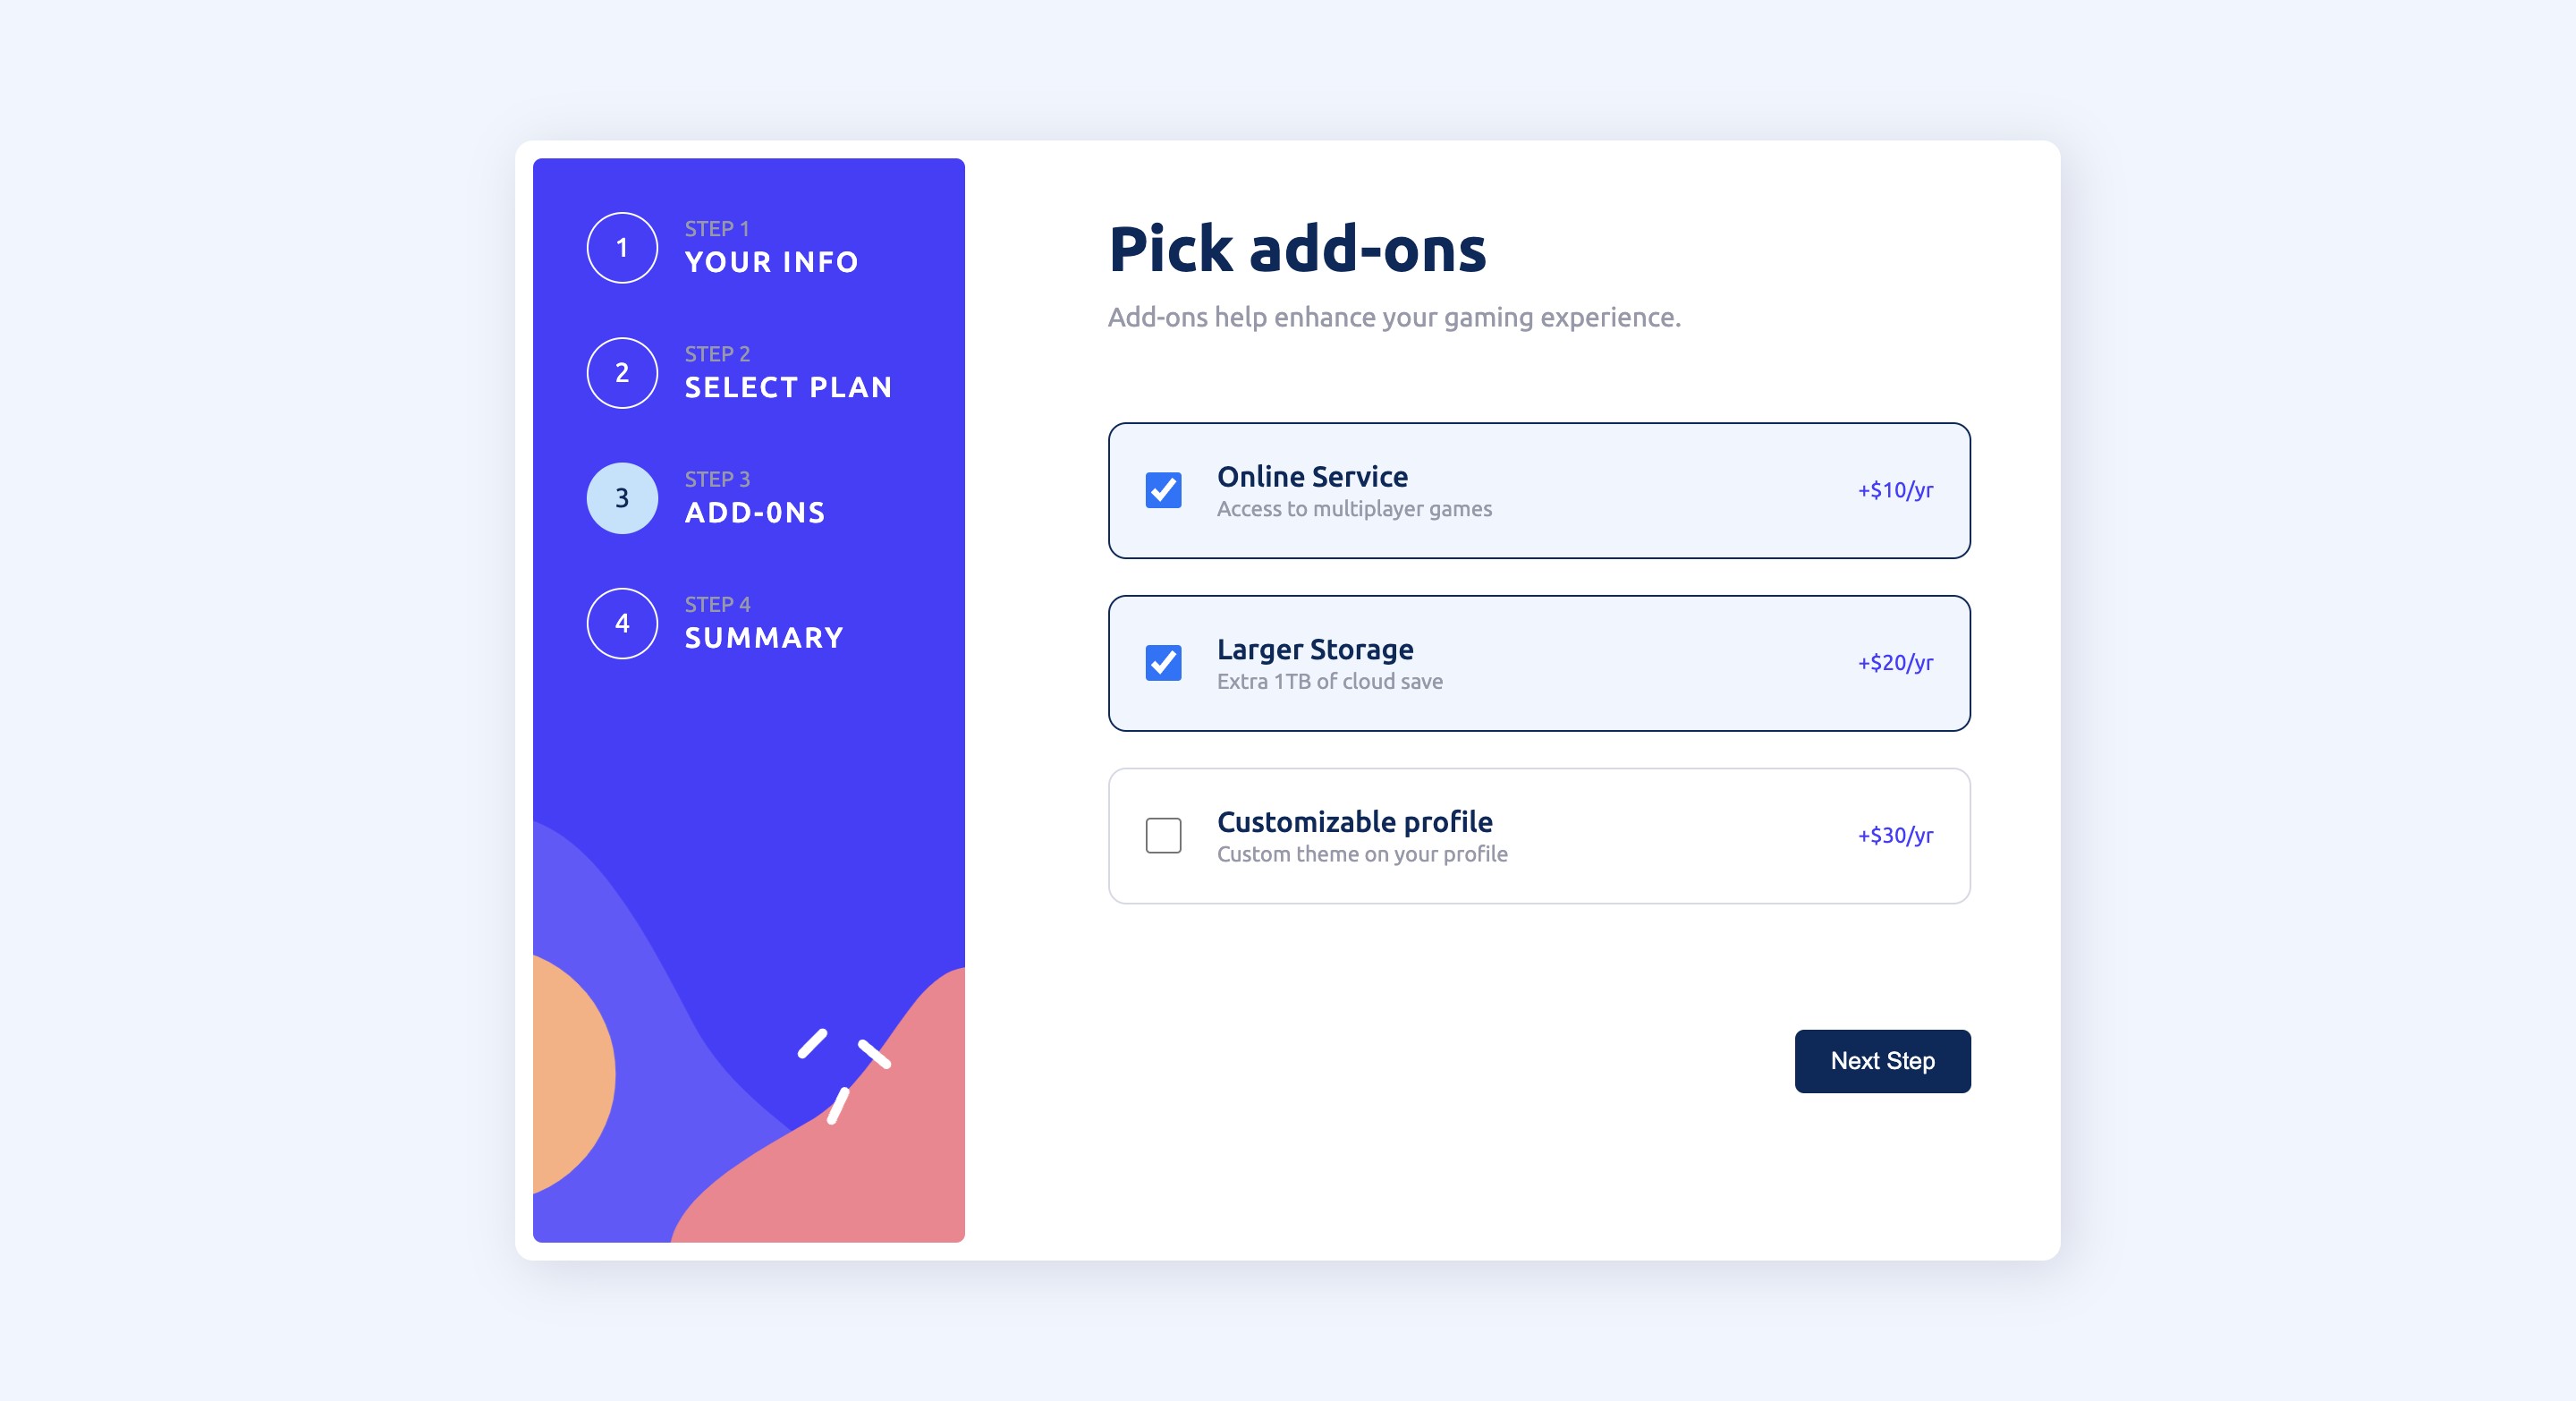 1
STEP 1
YOUR INFO
2
STEP 2
SELECT PLAN
3
STEP 3
ADD-0NS
4
STEP 4
SUMMARY
Pick add-ons
Add-ons help enhance your gaming experience.
Online Service
Access to multiplayer games
+$10/yr
Larger Storage
Extra 1TB of cloud save
+$20/yr
Customizable profile
Custom theme on your profile
+$30/yr
Next Step